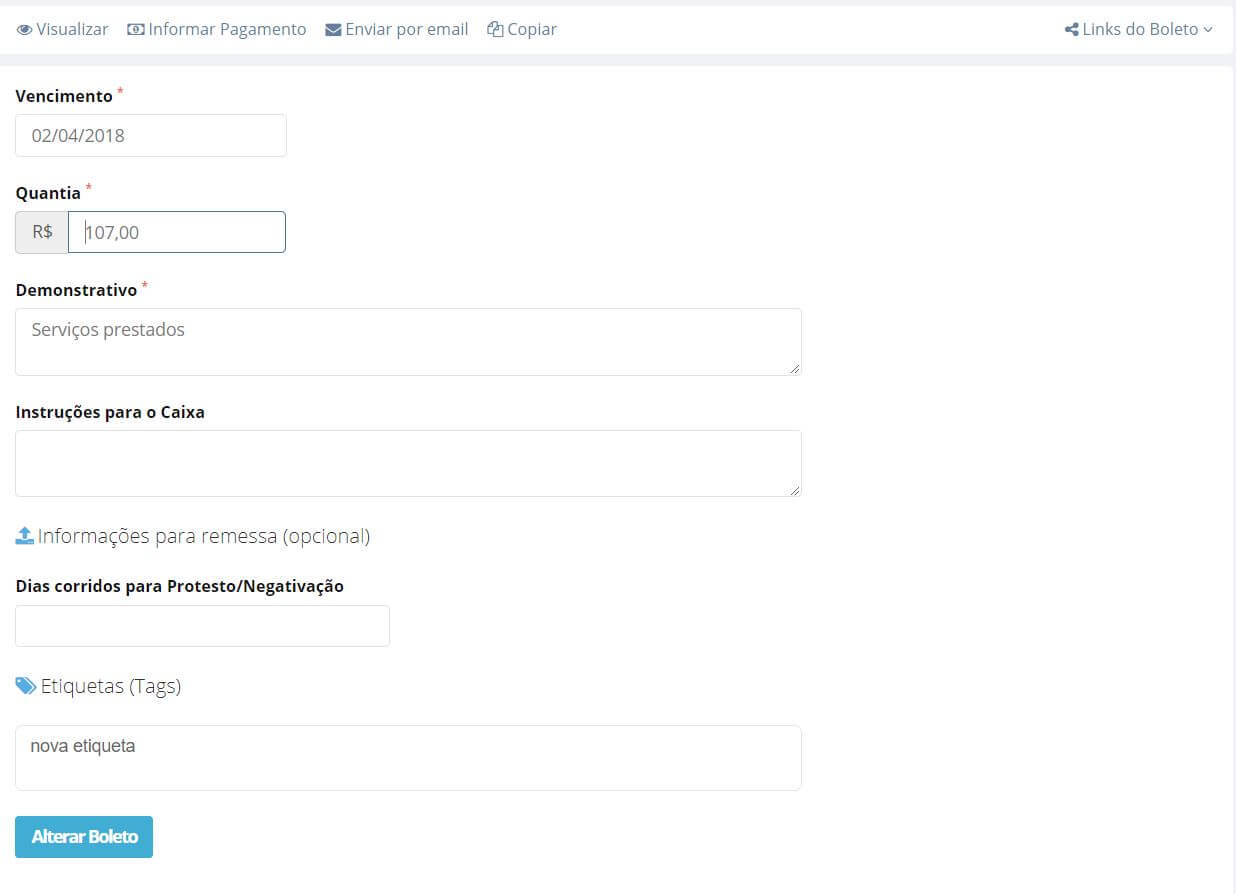 Visualizar Informar Pagamento Enviar por email Copiar Links do Boleto
Vencimento *
02/04/2018
Quantia *
R$ 107,00
Demonstrativo *
Serviços prestados
Instruções para o Caixa
Informações para remessa (opcional)
Dias corridos para Protesto/Negativação
Etiquetas (Tags)
nova etiqueta
Alterar Boleto